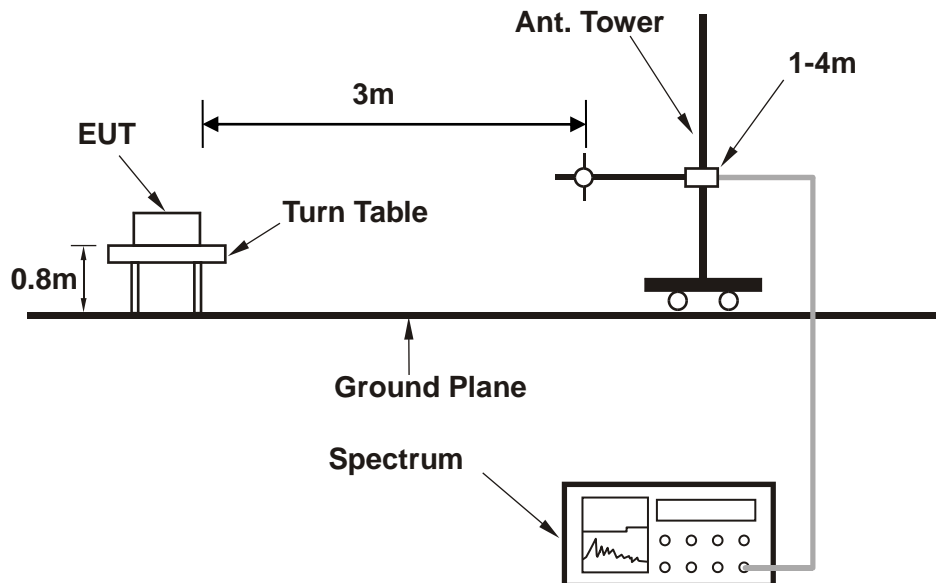 Ant. Tower
1-4m
3m
EUT
Turn Table
0.8m
Ground Plane
Spectrum